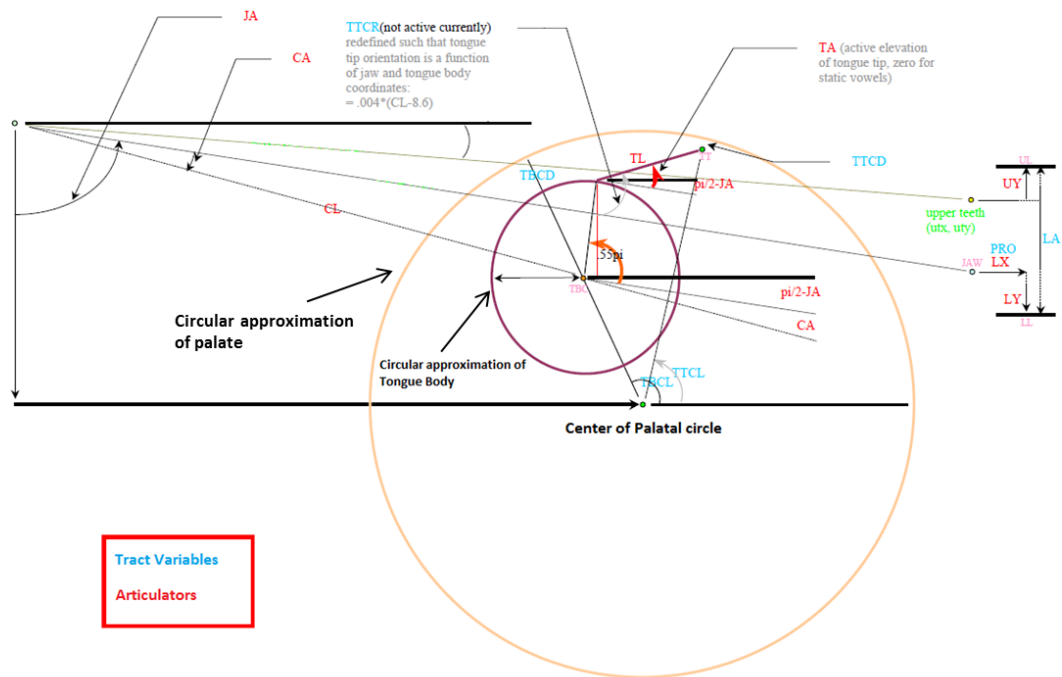 JA
CA
TTCR(not active currently)
redefined such that tongue
tip orientation is a function
of jaw and tongue body
coordinates:
= .004*(CL-8.6)
TA (active elevation
of tongue tip, zero for
static vowels)
TL
TT
TTCD
TBCD
pi/2-JA
UL
UY
CL
upper teeth
(utx, uty)
LA
PRO
.55pi
JAW
LX
TBC
pi/2-JA
LY
LL
CA
Circular approximation
of palate
Circular approximation of
Tongue Body
TTCL
TBCL
Center of Palatal circle
Tract Variables
Articulators